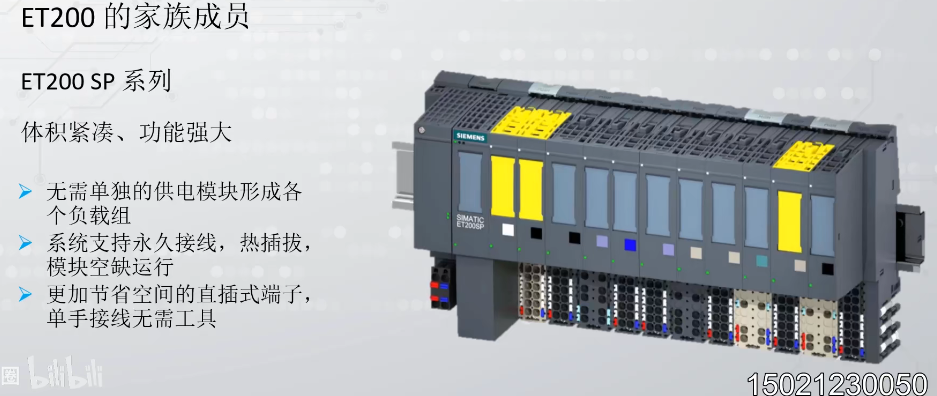 ET200 的家族成员
ET200 SP 系列
体积紧凑、功能强大
无需单独的供电模块形成各
个负载组
系统支持永久接线，热插拔，
模块空缺运行
更加节省空间的直插式端子，
单手接线无需工具
SIEMENS
SIMATIC
ET200SP
圈 bilibili
15021230050